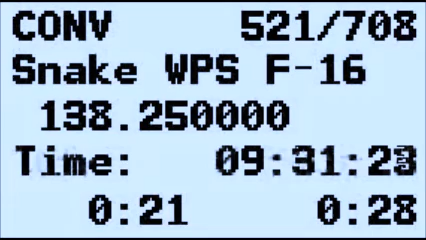 CONV 521/708
Snake WPS F-16
138.250000
Time: 09:31:23
0:21 0:28